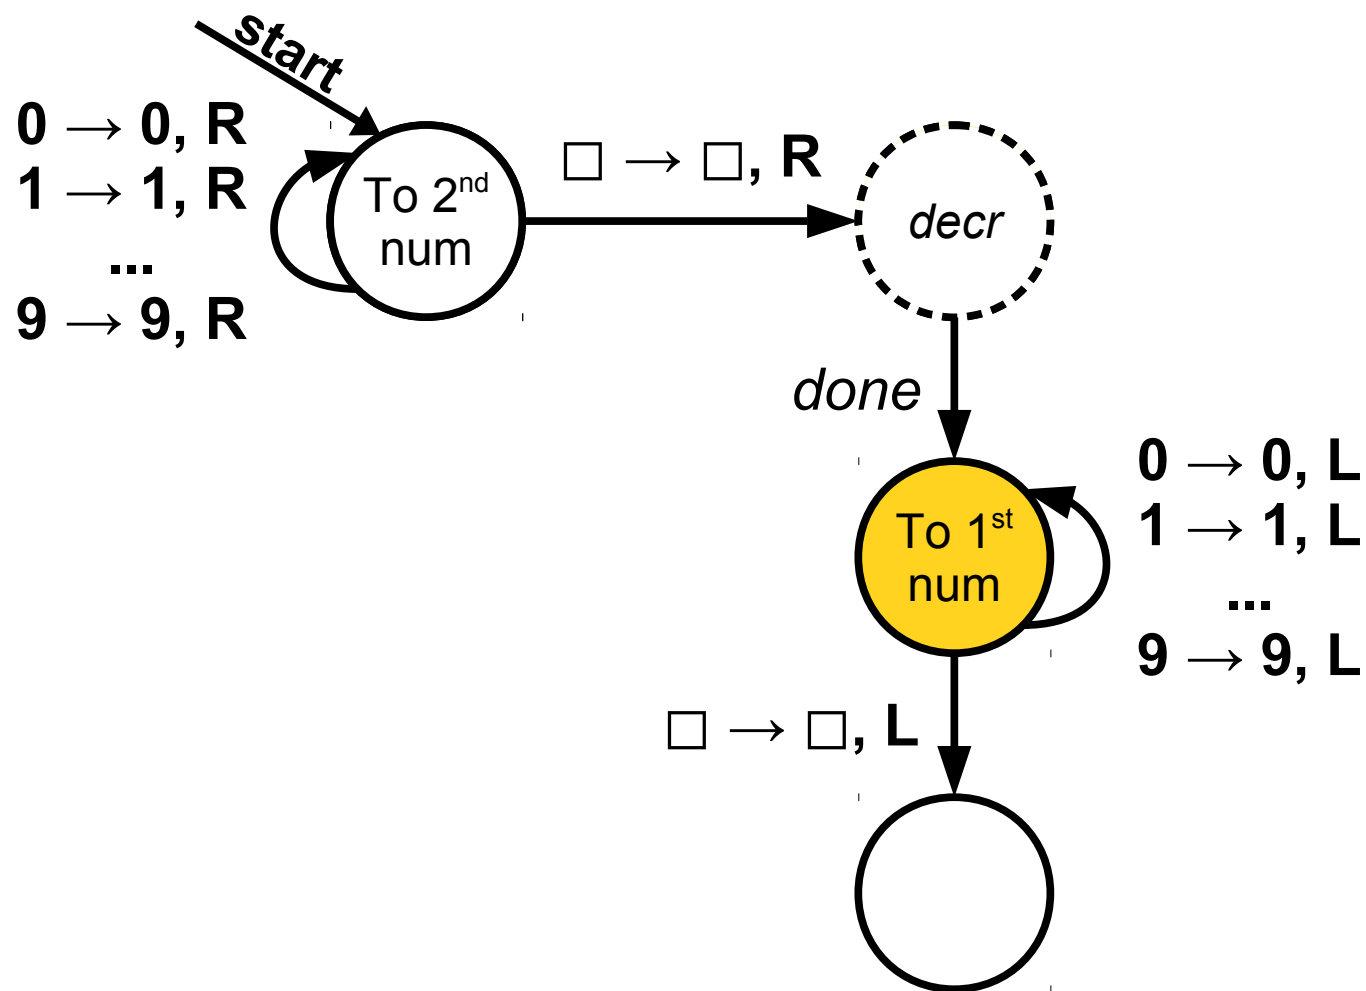 start
0 → 0, R
1 → 1, R
...
9 → 9, R
To 2nd
num
□ → □, R
decr
done
To 1st
num
0 → 0, L
1 → 1, L
...
9 → 9, L
□ → □, L